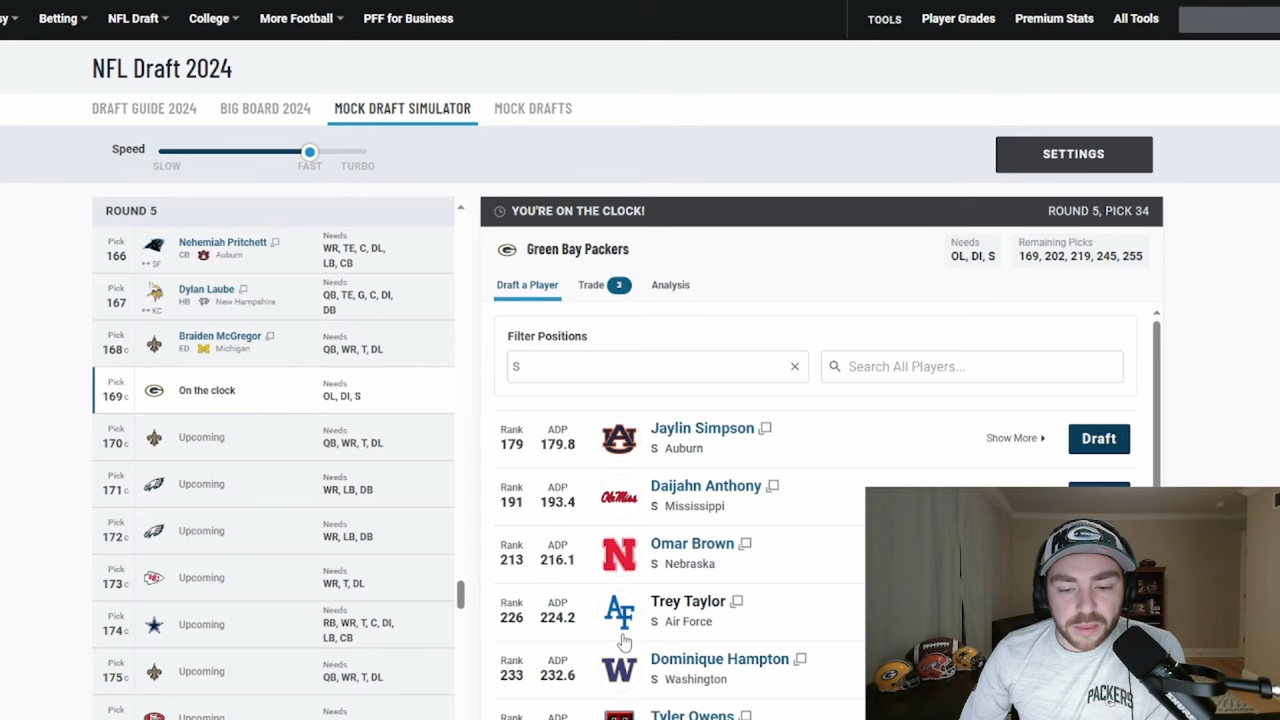 sy
Betting
NFL Draft
College
More Football
PFF for Business
TOOLS
Player Grades
Premium Stats
All Tools
NFL Draft 2024
DRAFT GUIDE 2024
BIG BOARD 2024
MOCK DRAFT SIMULATOR
MOCK DRAFTS
Speed
SLOW
FAST
TURBO
SETTINGS
ROUND 5
Pick
166
SF
Nehemiah Pritchett
CB Auburn
Needs
WR, TE, C, DL,
LB, CB
Pick
167
KC
Dylan Laube
HB New Hampshire
Needs
QB, TE, G, C, DI,
DB
Pick
168 C
Braiden McGregor
ED Michigan
Needs
QB, WR, T, DL
Pick
169 C
On the clock
Needs
OL, DI, S
Pick
170 C
Upcoming
Needs
QB, WR, T, DL
Pick
171 C
Upcoming
Needs
WR, LB, DB
Pick
172 C
Upcoming
Needs
WR, LB, DB
Pick
173 C
Upcoming
Needs
WR, T, DL
Pick
174 C
Upcoming
Needs
RB, WR, T, C, DI,
LB, CB
Pick
175 C
Upcoming
Needs
QB, WR, T, DL
Pick
Upcoming
Needs
YOU'RE ON THE CLOCK!
ROUND 5, PICK 34
Green Bay Packers
Needs
OL, DI, S
Remaining Picks
169, 202, 219, 245, 255
Draft a Player
Trade 3
Analysis
Filter Positions
S
Search All Players...
Rank
179
ADP
179.8
Jaylin Simpson
S Auburn
Show More
Draft
Rank
191
ADP
193.4
Ole Miss
Daijahn Anthony
S Mississippi
Rank
213
ADP
216.1
N
Omar Brown
S Nebraska
Rank
226
ADP
224.2
AF
Trey Taylor
S Air Force
Rank
233
ADP
232.6
W
Dominique Hampton
S Washington
Rank
ADP
Tyler Owens
PACKERS